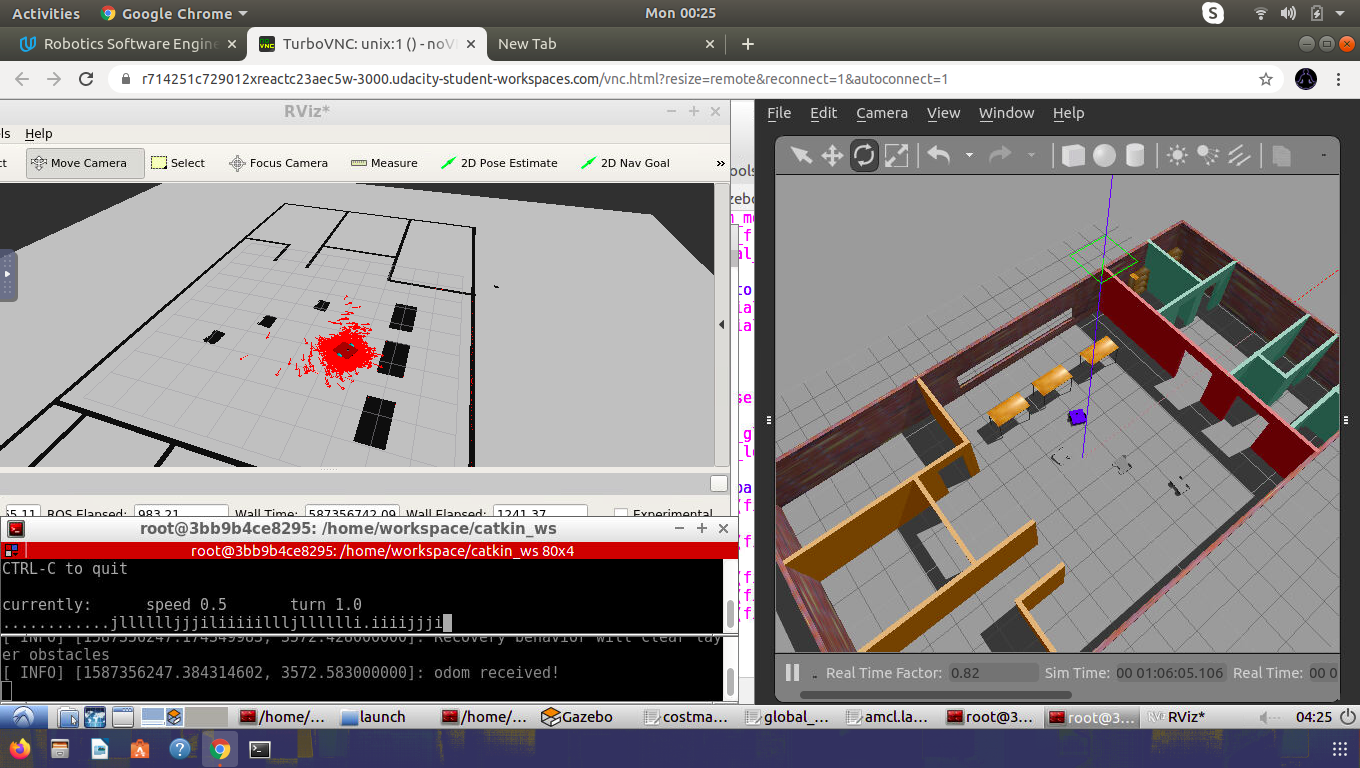 Activities Google Chrome Mon 00:25
Robotics Software Engine TurboVNC: unix:1 () - noV New Tab
r714251c729012xreactc23aec5w-3000.udacity-student-workspaces.com/vnc.html?resize=remote&reconnect=1&autoconnect=1
RViz*
ls Help
ct Move Camera Select Focus Camera Measure 2D Pose Estimate 2D Nav Goal »
File Edit Camera View Window Help
ROS Elapsed: 983.21 Wall Time: 587356742.09 Wall Elapsed: 1241.37 Experimental
root@3bb9b4ce8295: /home/workspace/catkin_ws
root@3bb9b4ce8295: /home/workspace/catkin_ws 80x4
CTRL-C to quit
currently: speed 0.5 turn 1.0
[ INFO] [1587356247.174549983, 3572.428000000]: Recovery behavior will clear lay
er obstacles
[ INFO] [1587356247.384314602, 3572.583000000]: odom received!
Real Time Factor: 0.82 Sim Time: 00 01:06:05.106 Real Time: 00 0
/home/... launch /home/... Gazebo costma... global_... amcl.la... root@3... root@3... RViz* 04:25